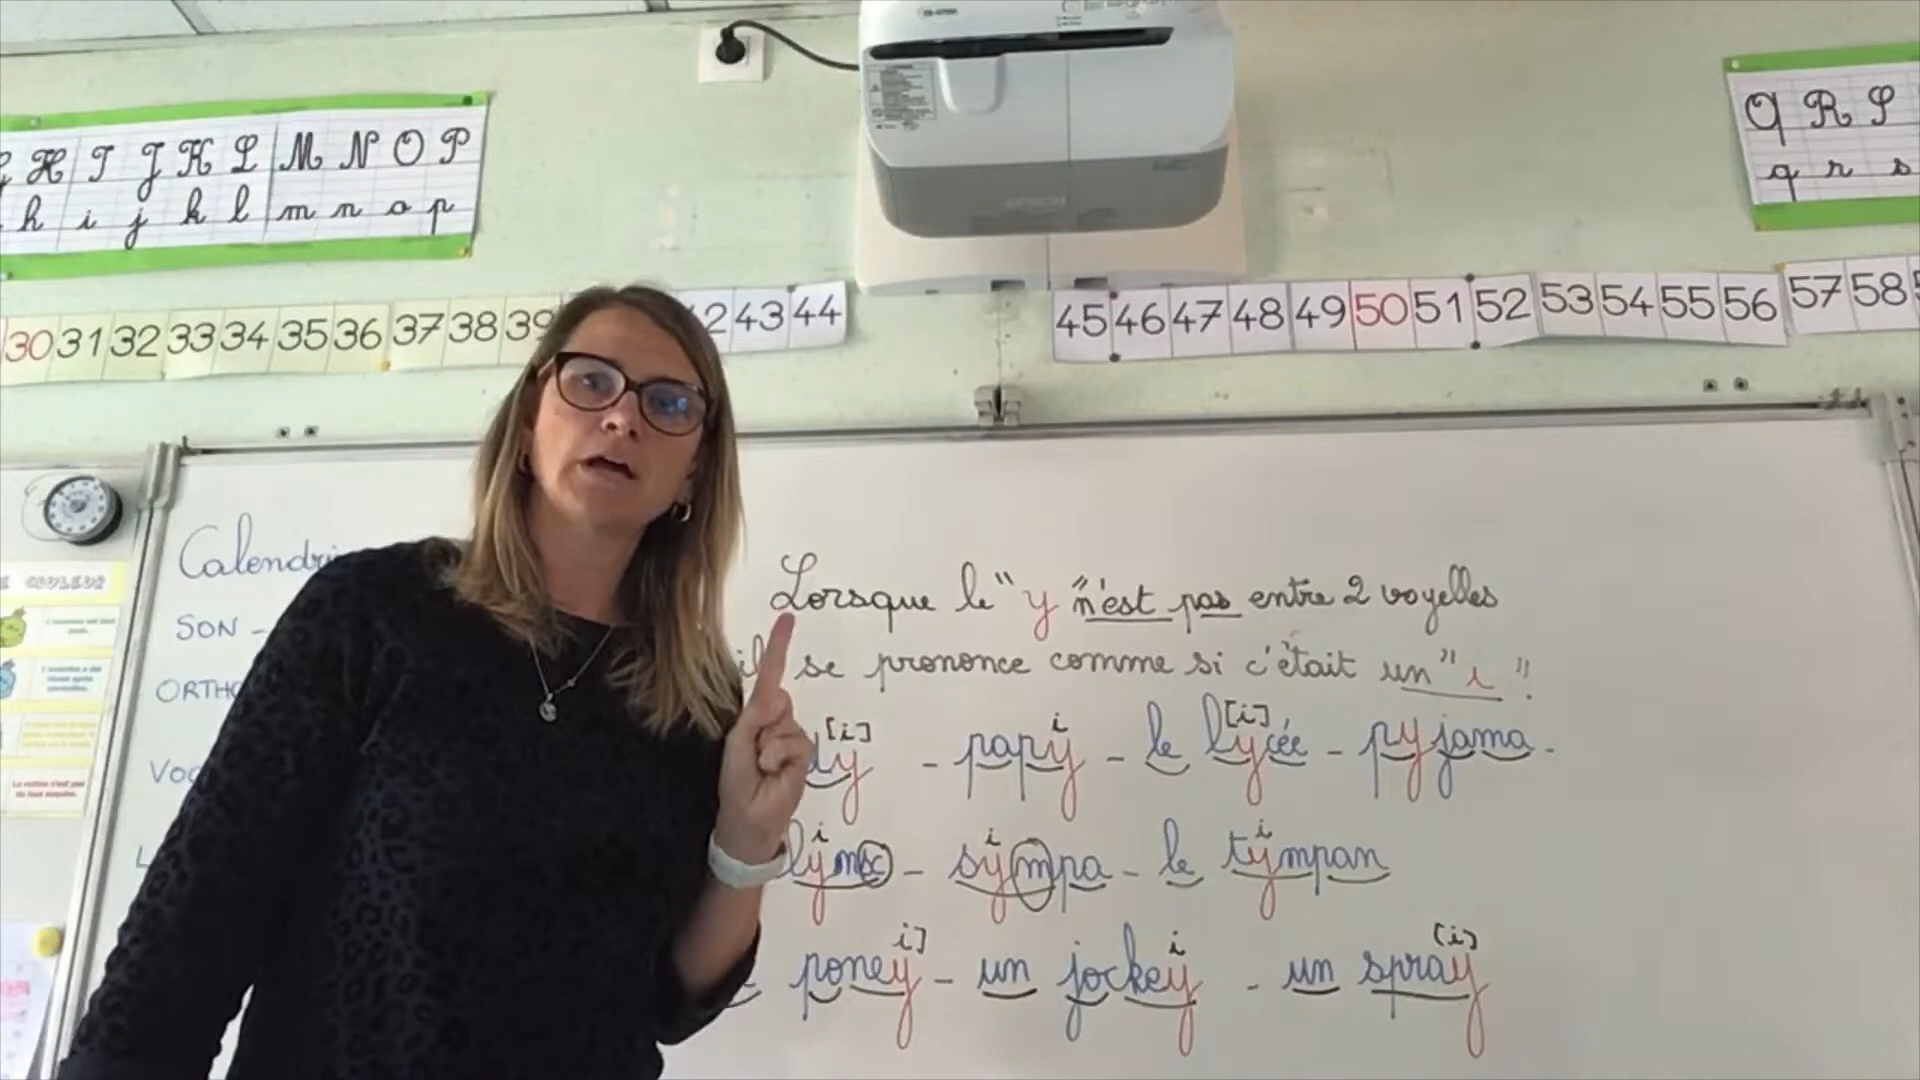 H I J K L M N O P
h i j k l m n o p
Q R S
q r s
30 31 32 33 34 35 36 37 38 39
2 43 44
45 46 47 48 49 50 51 52 53 54 55 56 57 58
EPSON
Calendri
SON -
ORTHO
VOC
L
Lorsque le "y" n'est pas entre 2 voyelles
il se prononce comme si c'était un "i".
[i] i [i]
y - papy - le lycée - pyjama -
i i i
sympa - le tympan
i] i [i]
poney - un jockey - un spray